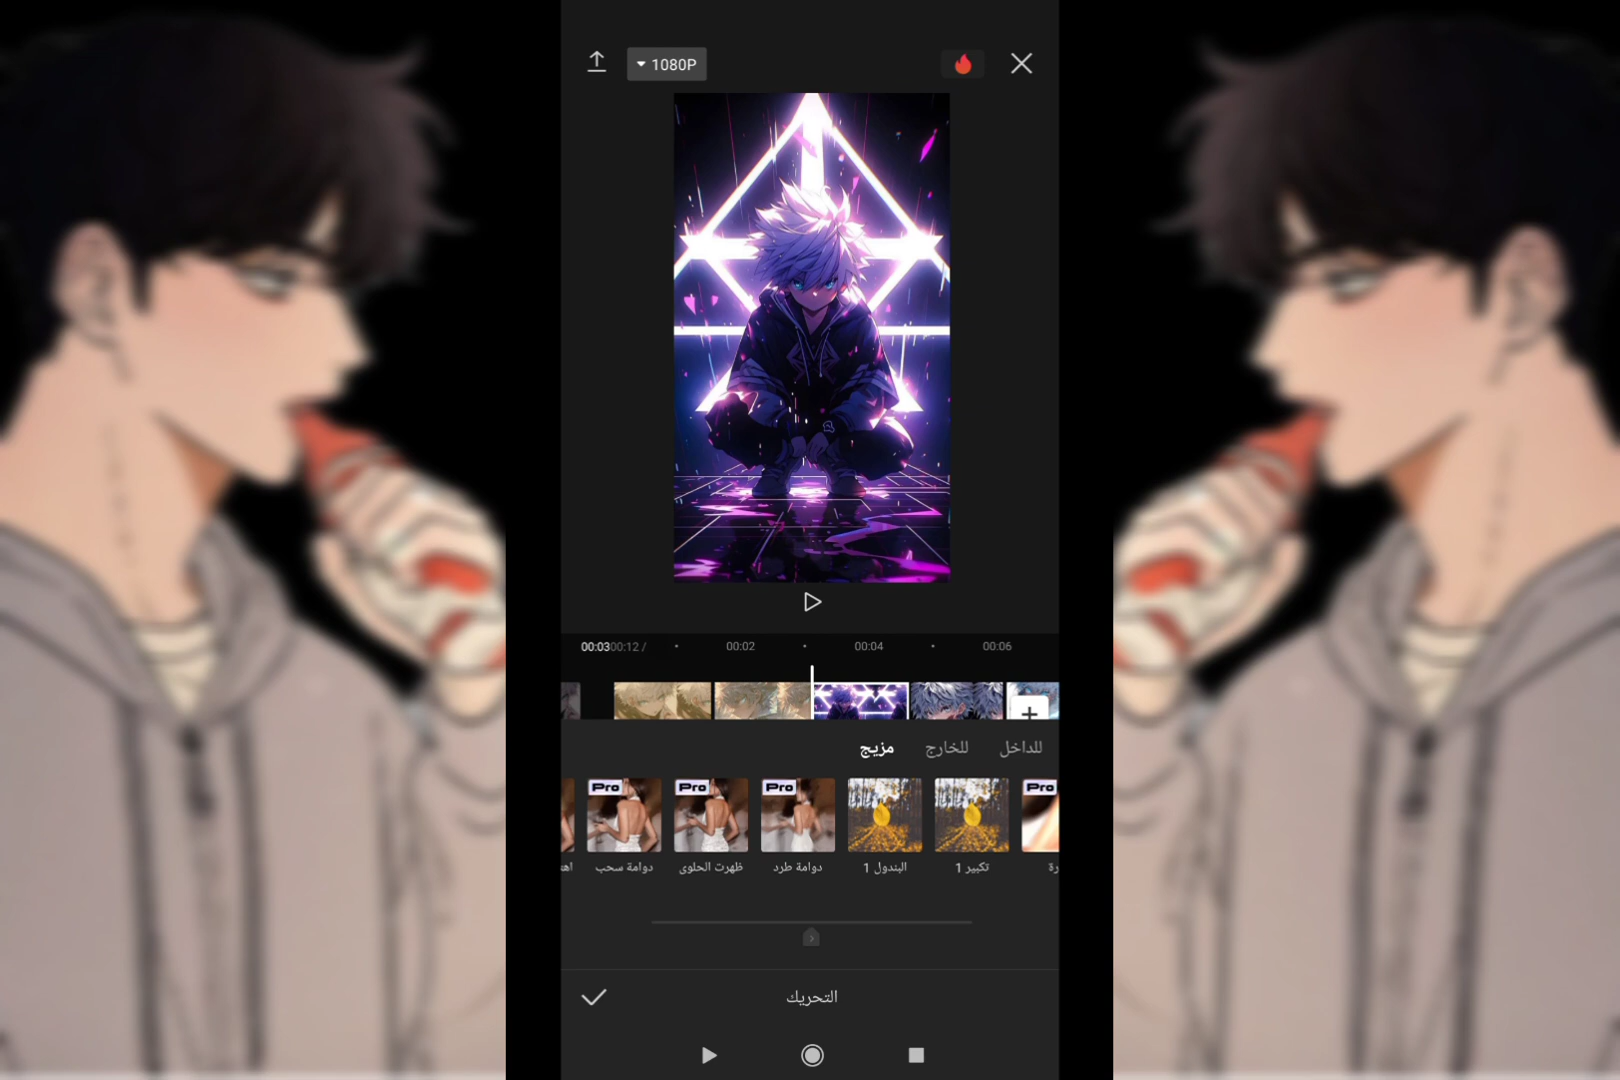 1080P
00:03 00:12 /
00:02
00:04
00:06
للداخل
للخارج
مزيج
Pro
Pro
Pro
Pro
تكبير 1
البندول 1
دوامة طرد
ظهرت الحلوى
دوامة سحب
التحريك